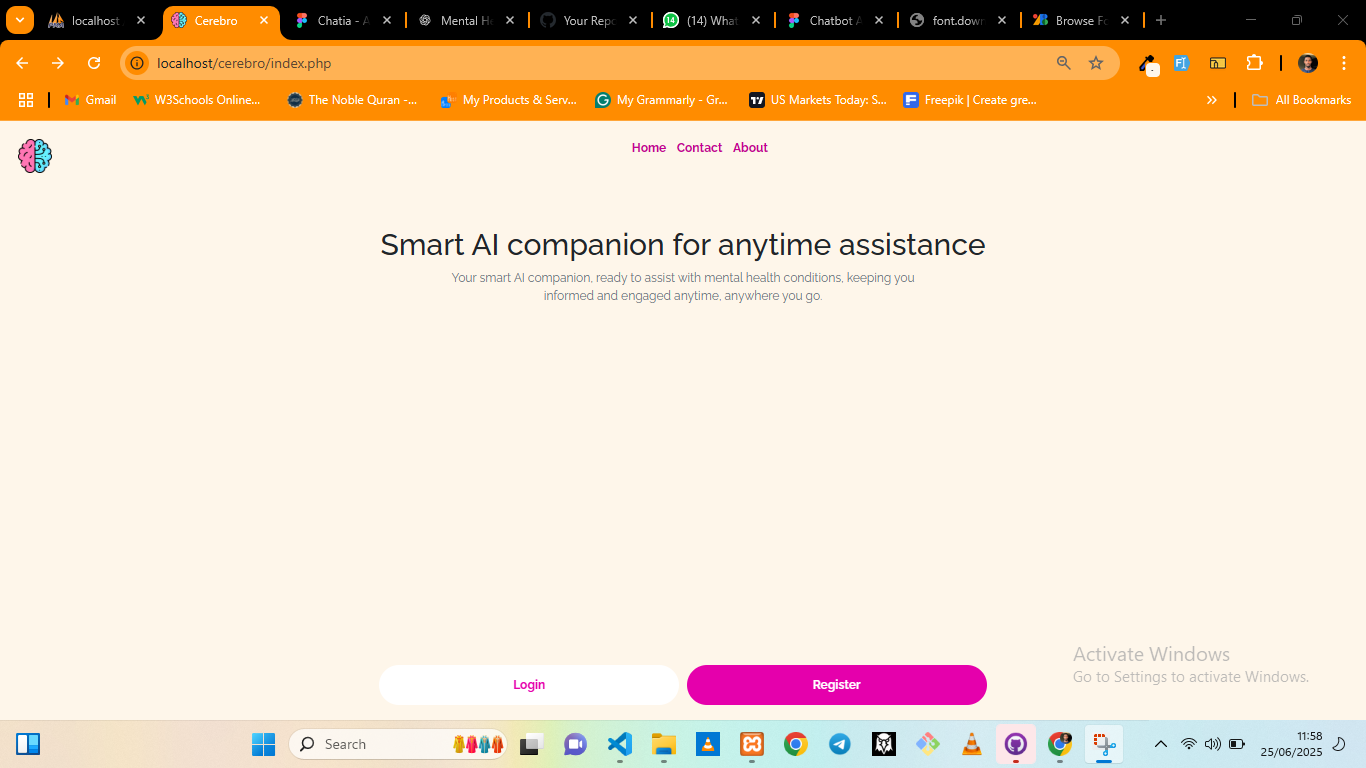 localhost
Cerebro
Chatia - A
Mental He
Your Repo
14
(14) What
Chatbot A
font.down
Browse Fo
localhost/cerebro/index.php
Gmail
W3Schools Online...
The Noble Quran -...
My Products & Serv...
My Grammarly - Gr...
US Markets Today: S...
Freepik | Create gre...
All Bookmarks
Home Contact About
Smart AI companion for anytime assistance
Your smart AI companion, ready to assist with mental health conditions, keeping you
informed and engaged anytime, anywhere you go.
Activate Windows
Go to Settings to activate Windows.
Login
Register
Search
11:58
25/06/2025